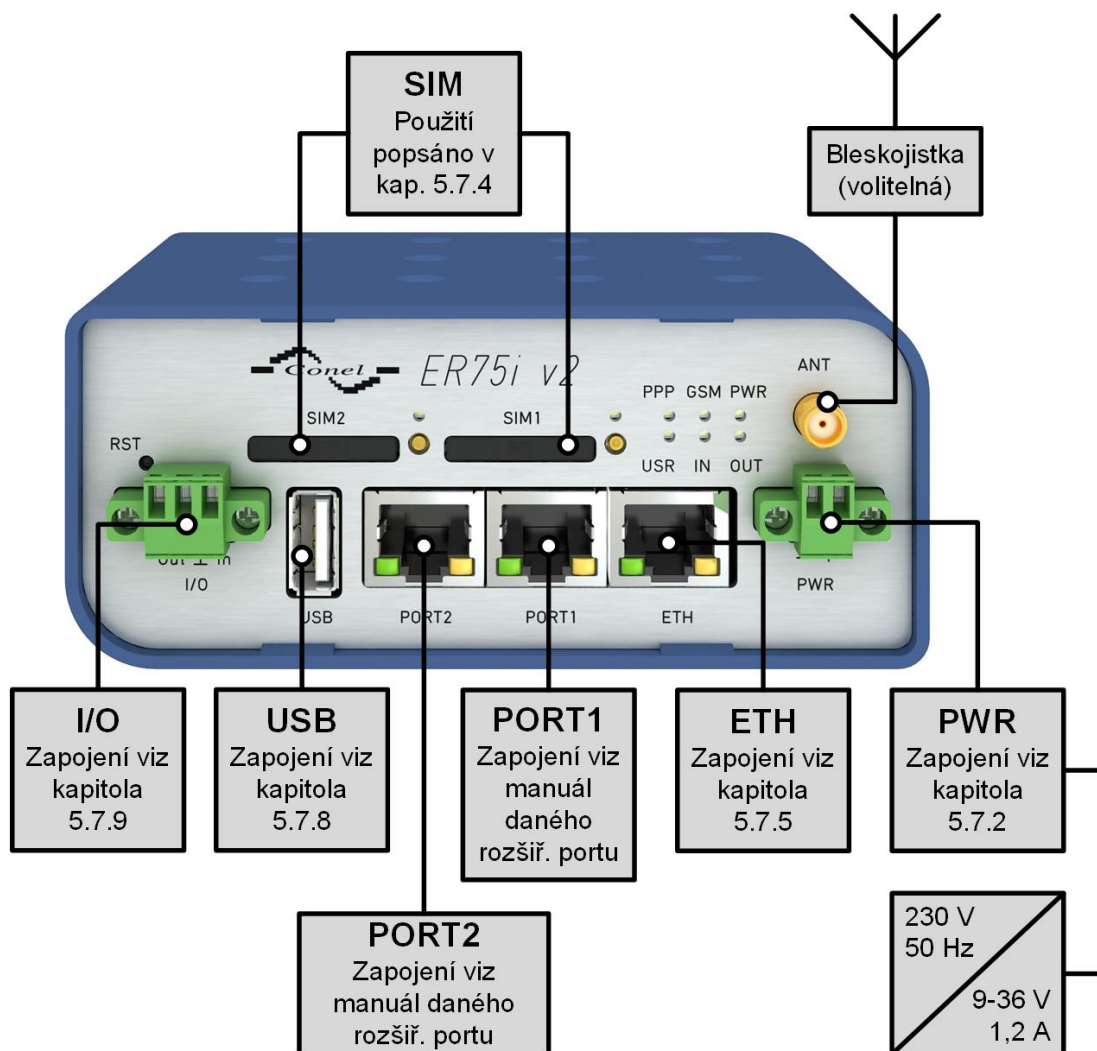 SIM
Použití
popsáno v
kap. 5.7.4
Bleskojistka
(volitelná)
Conel
ER75i v2
ANT
PPP GSM PWR
SIM2
SIM1
RST
USR IN OUT
Out ⊥ In
I/O
USB
PORT2
PORT1
ETH
PWR
I/O
Zapojení viz
kapitola
5.7.9
USB
Zapojení viz
kapitola
5.7.8
PORT1
Zapojení viz
manuál
daného
rozšiř. portu
ETH
Zapojení viz
kapitola
5.7.5
PWR
Zapojení viz
kapitola
5.7.2
PORT2
Zapojení viz
manuál daného
rozšiř. portu
230 V
50 Hz
9-36 V
1,2 A